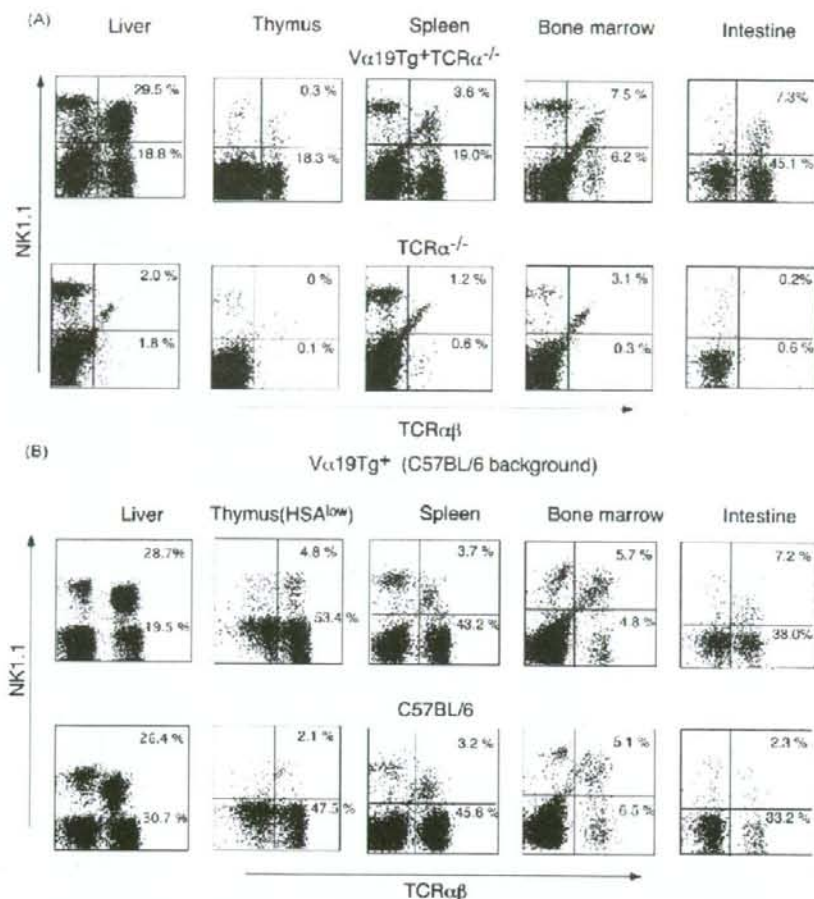 (A)
Liver Thymus Spleen Bone marrow Intestine
Vα19Tg⁺TCRα⁻/⁻
29.5 % 0.3 % 3.6 % 7.5 % 7.3%
18.8 % 18.3 % 19.0% 6.2 % 45.1 %
NK1.1
TCRα⁻/⁻
2.0 % 0 % 1.2 % 3.1 % 0.2%
1.8 % 0.1 % 0.6 % 0.3 % 0.6 %
TCRαβ
(B)
Vα19Tg⁺ (C57BL/6 background)
Liver Thymus(HSAˡᵒʷ) Spleen Bone marrow Intestine
28.7% 4.8 % 3.7 % 5.7 % 7.2 %
19.5 % 53.4 % 43.2 % 4.8 % 38.0%
NK1.1
C57BL/6
26.4 % 2.1 % 3.2 % 5.1 % 2.3 %
30.7 % 47.5 % 45.6 % 6.5 % 33.2 %
TCRαβ